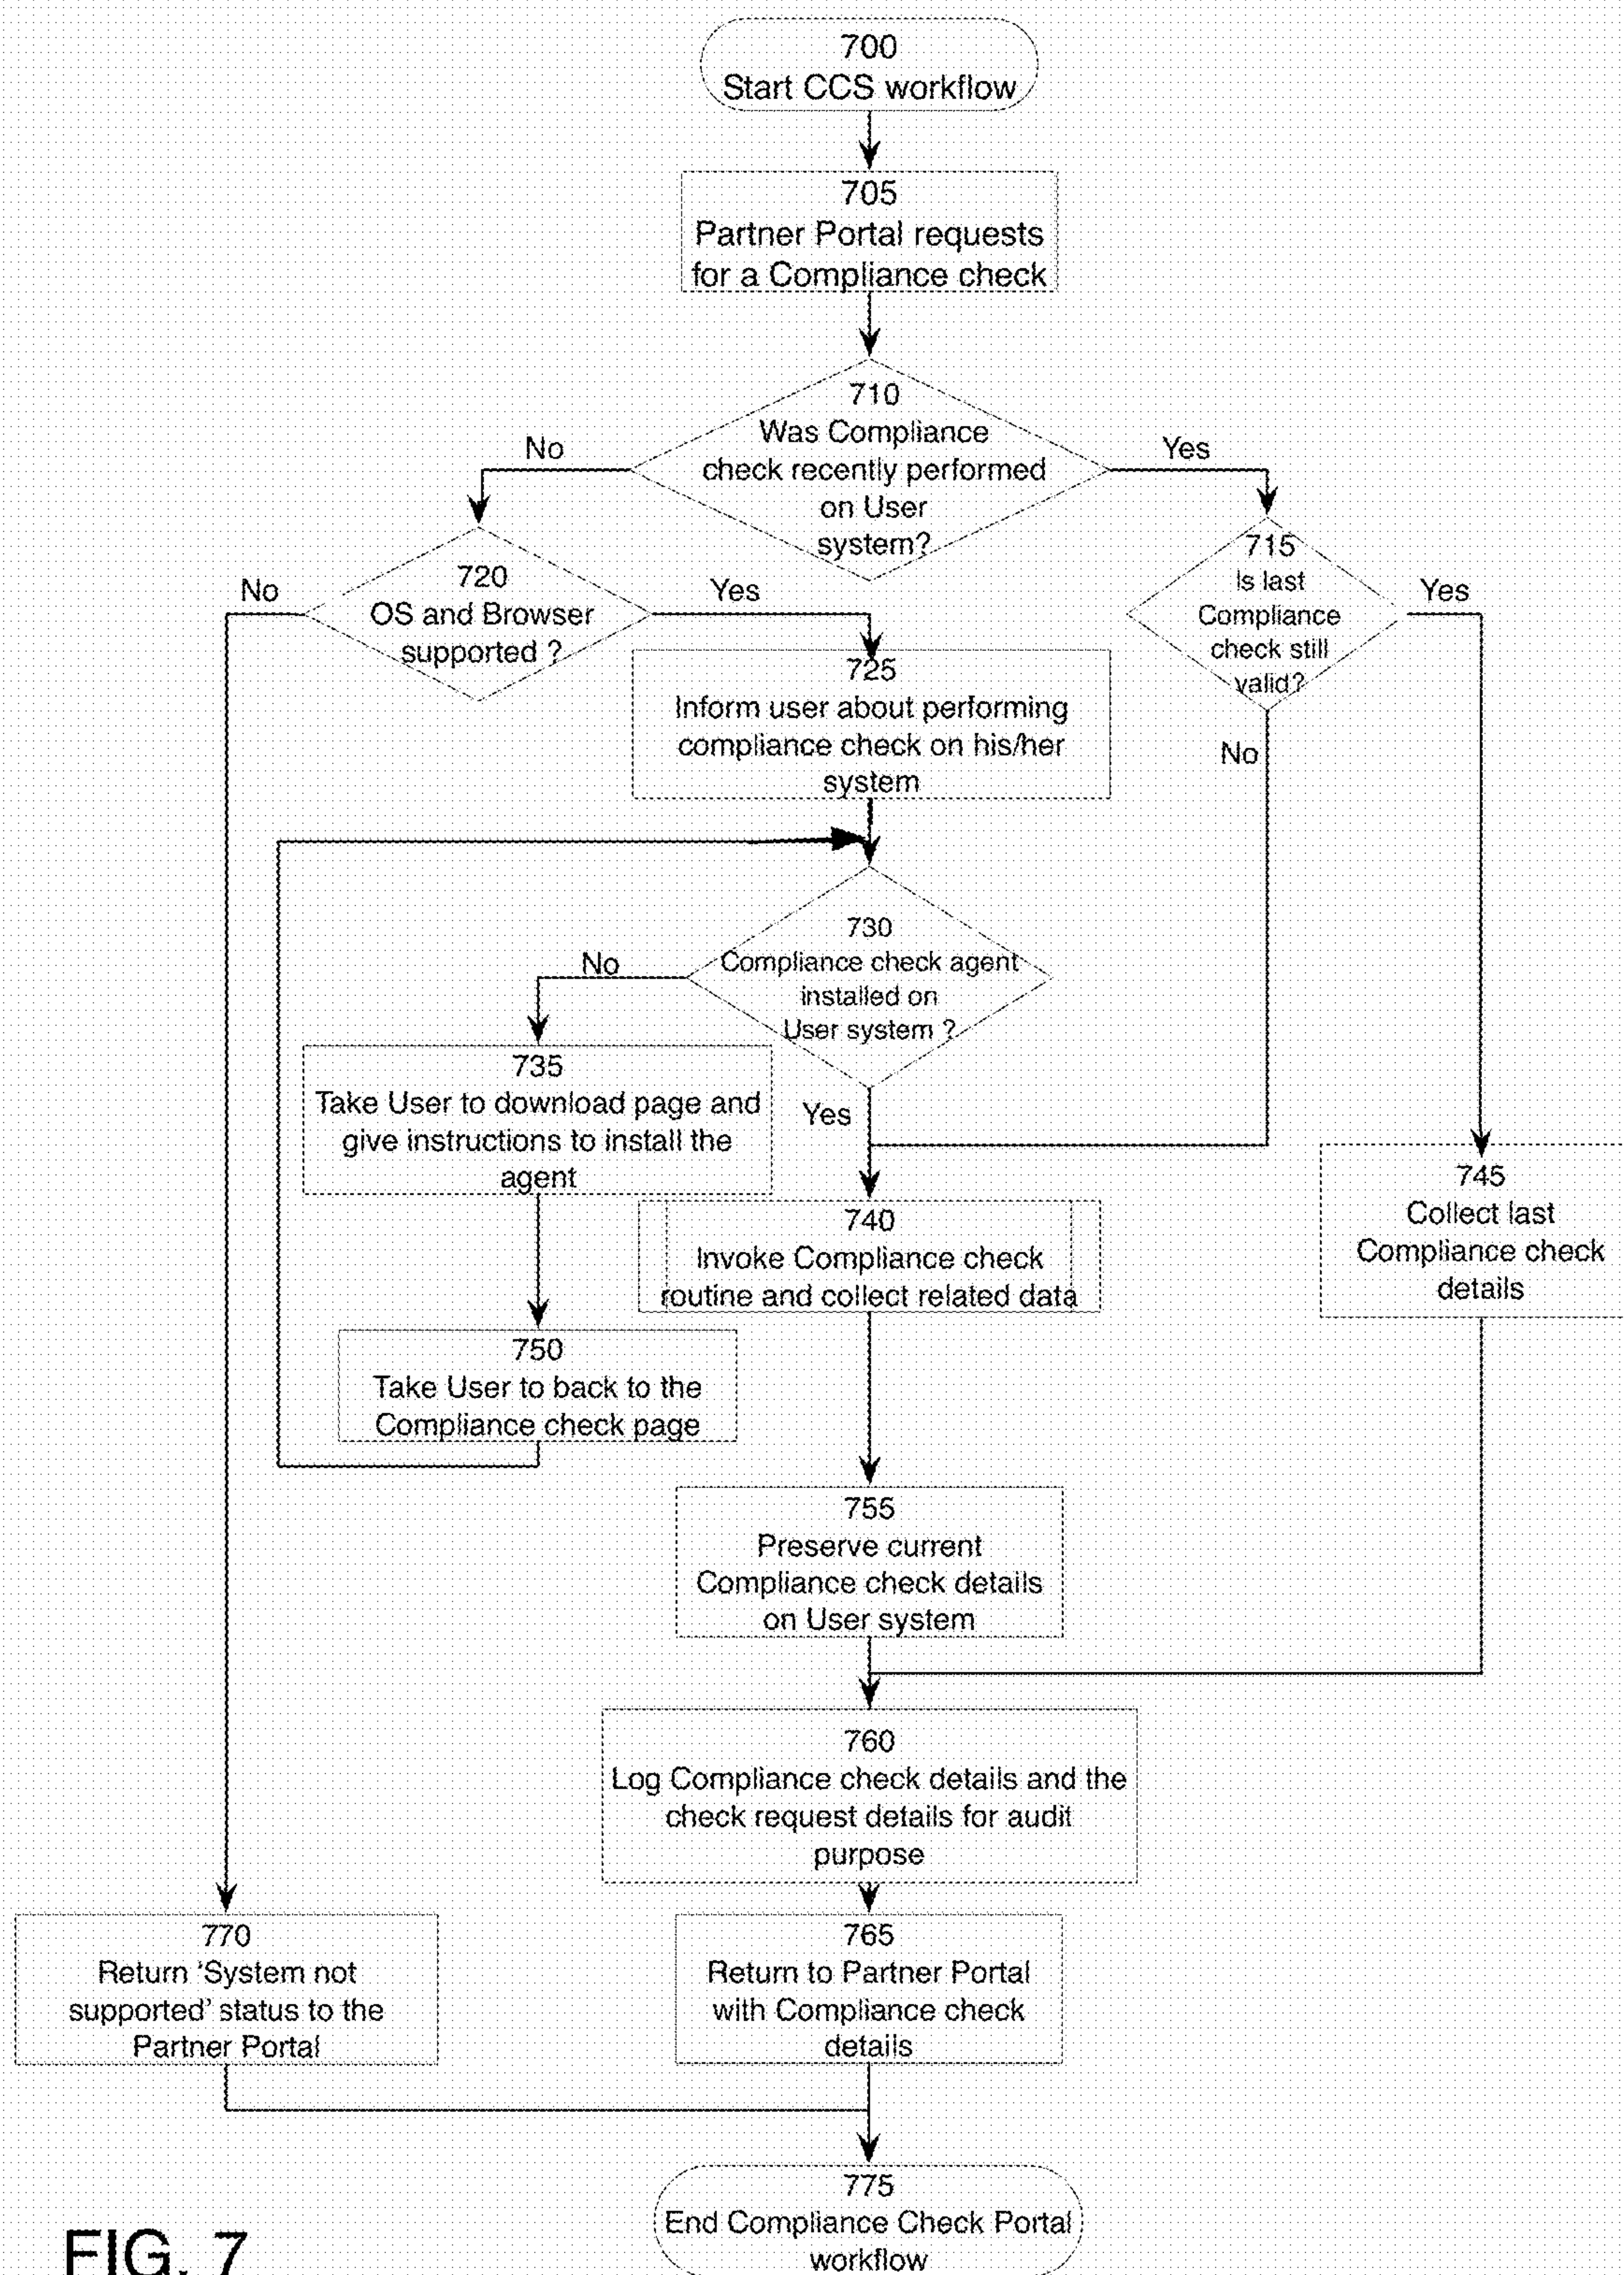 700
Start CCS workflow
705
Partner Portal requests
for a Compliance check
710
Was Compliance
check recently performed
on User
system?
No
Yes
720
OS and Browser
supported ?
No
Yes
715
Is last
Compliance
check still
valid?
Yes
No
725
Inform user about performing
compliance check on his/her
system
730
Compliance check agent
installed on
User system ?
No
Yes
735
Take User to download page and
give instructions to install the
agent
740
Invoke Compliance check
routine and collect related data
745
Collect last
Compliance check
details
750
Take User to back to the
Compliance check page
755
Preserve current
Compliance check details
on User system
760
Log Compliance check details and the
check request details for audit
purpose
770
Return ‘System not
supported’ status to the
Partner Portal
765
Return to Partner Portal
with Compliance check
details
775
End Compliance Check Portal
workflow
FIG. 7